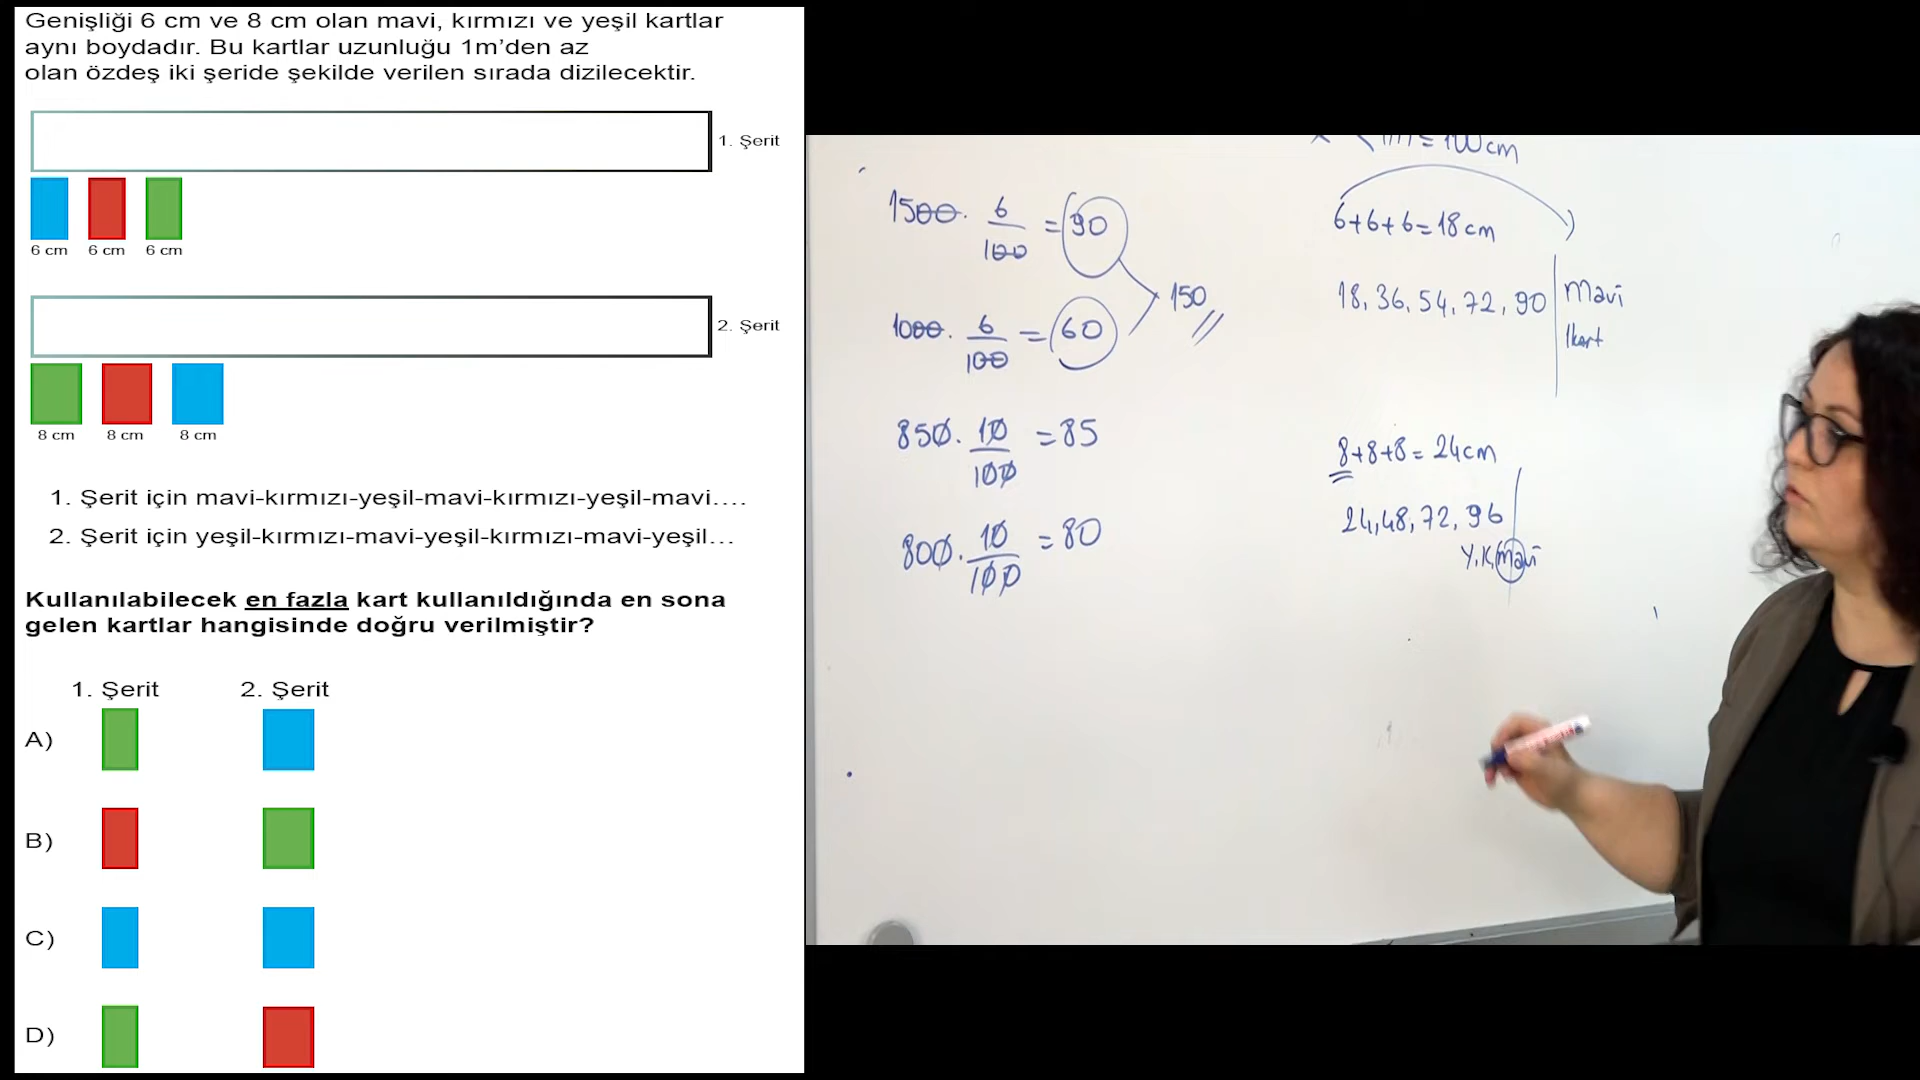 Genişliği 6 cm ve 8 cm olan mavi, kırmızı ve yeşil kartlar
aynı boydadır. Bu kartlar uzunluğu 1m’den az
olan özdeş iki şeride şekilde verilen sırada dizilecektir.
1. Şerit
6 cm 6 cm 6 cm
2. Şerit
8 cm 8 cm 8 cm
1. Şerit için mavi-kırmızı-yeşil-mavi-kırmızı-yeşil-mavi….
2. Şerit için yeşil-kırmızı-mavi-yeşil-kırmızı-mavi-yeşil…
Kullanılabilecek en fazla kart kullanıldığında en sona
gelen kartlar hangisinde doğru verilmiştir?
1. Şerit 2. Şerit
A)
B)
C)
D)
1500 . 6/100 = 90
1000 . 6/100 = 60
150
850 . 10/100 = 85
800 . 10/100 = 80
= 100 cm
6+6+6=18cm
18, 36, 54, 72, 90
Mavi
1kart
8+8+8=24cm
24,48,72,96
Y.K.mavi